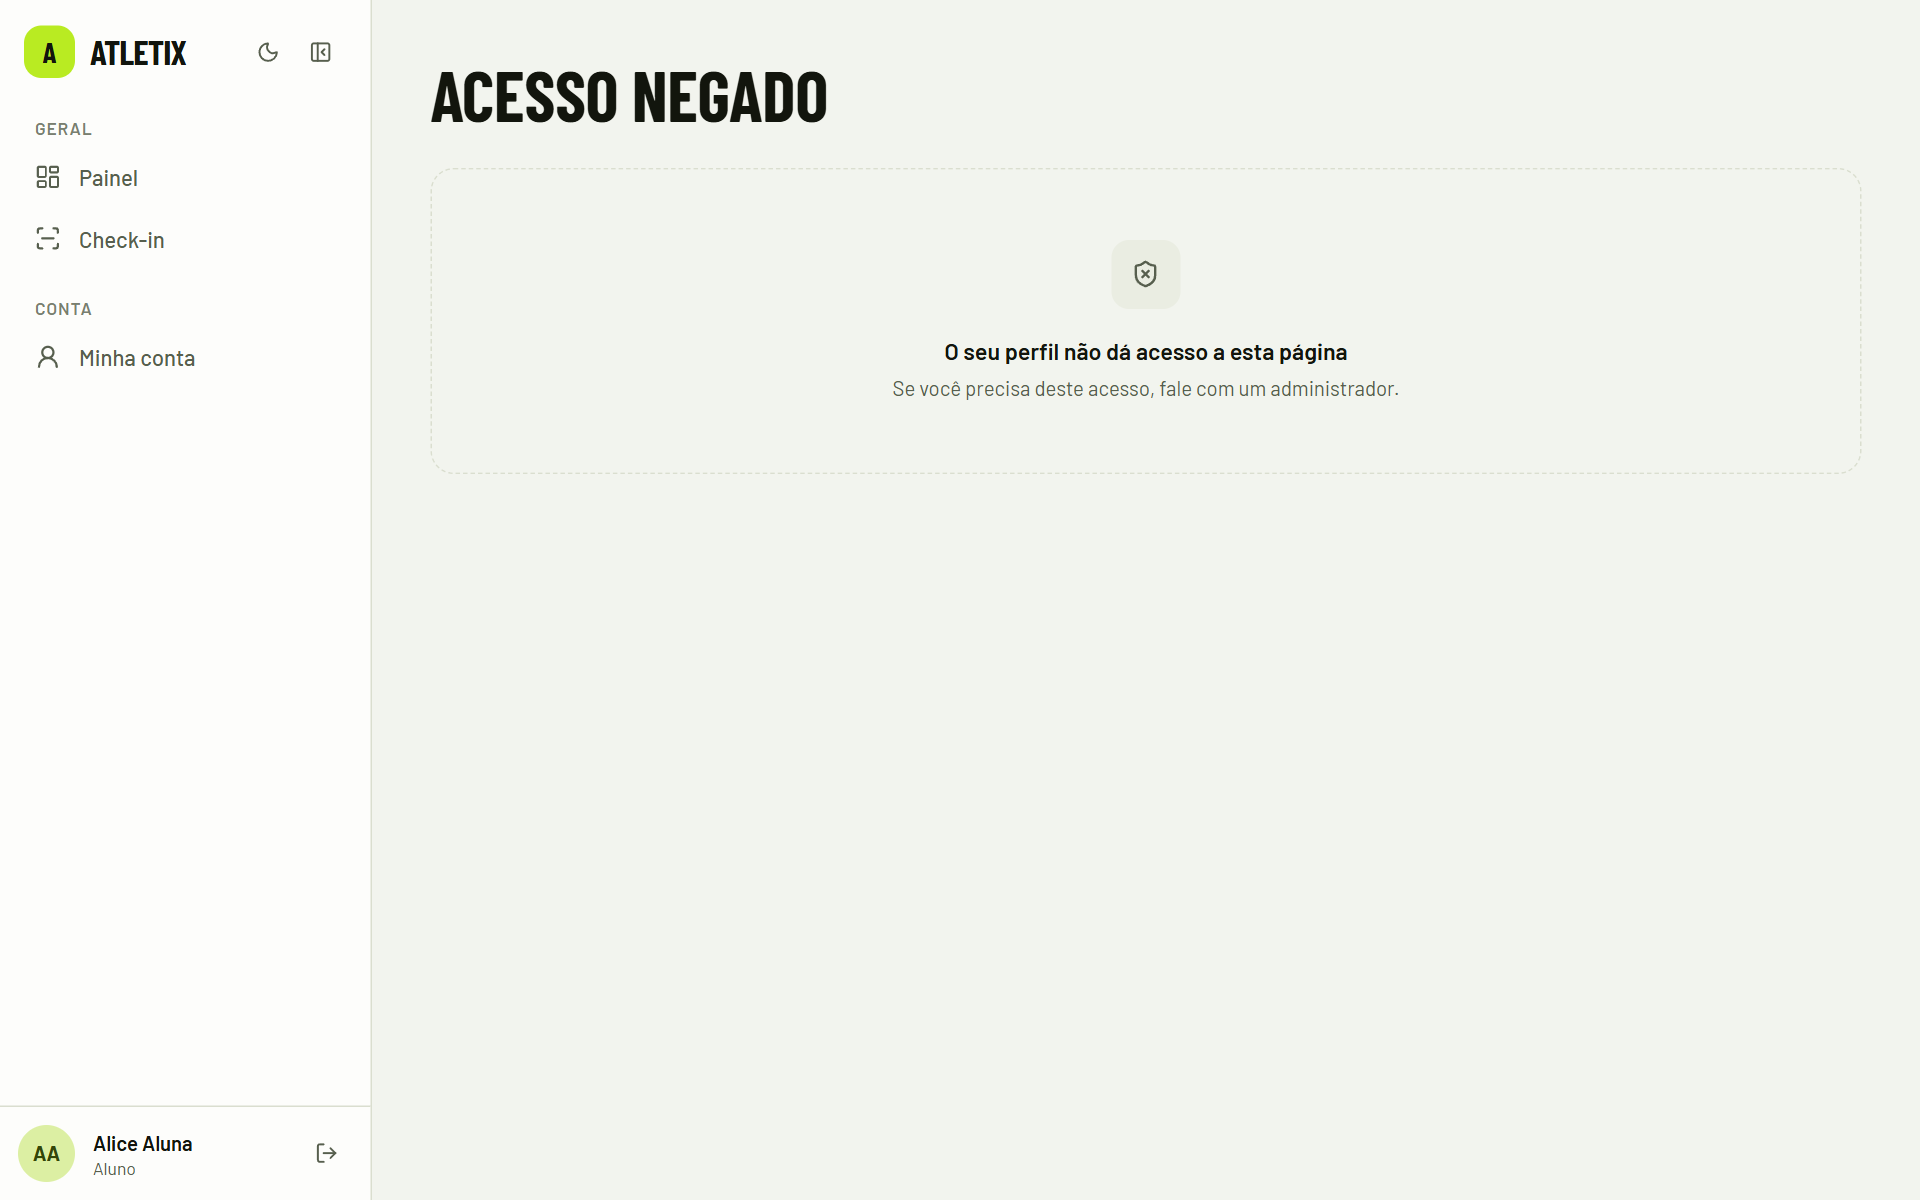 A
ATLETIX
GERAL
Painel
Check-in
CONTA
Minha conta
AA
Alice Aluna
Aluno
ACESSO NEGADO
O seu perfil não dá acesso a esta página
Se você precisa deste acesso, fale com um administrador.